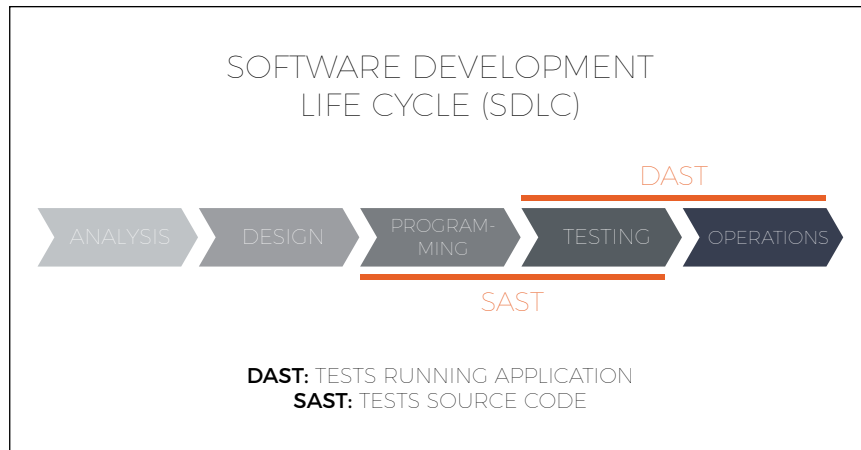 SOFTWARE DEVELOPMENT
LIFE CYCLE (SDLC)
DAST
ANALYSIS
DESIGN
PROGRAM-
MING
TESTING
OPERATIONS
SAST
DAST: TESTS RUNNING APPLICATION
SAST: TESTS SOURCE CODE